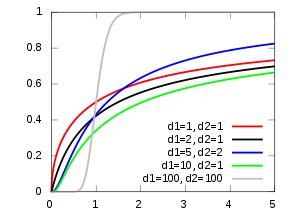 1
0.8
0.6
0.4
0.2
0
0 1 2 3 4 5
d1=1, d2=1
d1=2, d2=1
d1=5, d2=2
d1=10, d2=1
d1=100, d2=100